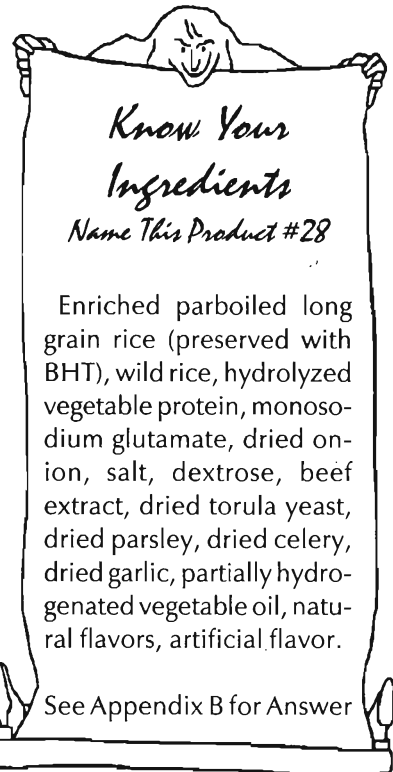 Know Your
Ingredients
Name This Product #28
Enriched parboiled long
grain rice (preserved with
BHT), wild rice, hydrolyzed
vegetable protein, monoso-
dium glutamate, dried on-
ion, salt, dextrose, beef
extract, dried torula yeast,
dried parsley, dried celery,
dried garlic, partially hydro-
genated vegetable oil, natu-
ral flavors, artificial flavor.
See Appendix B for Answer